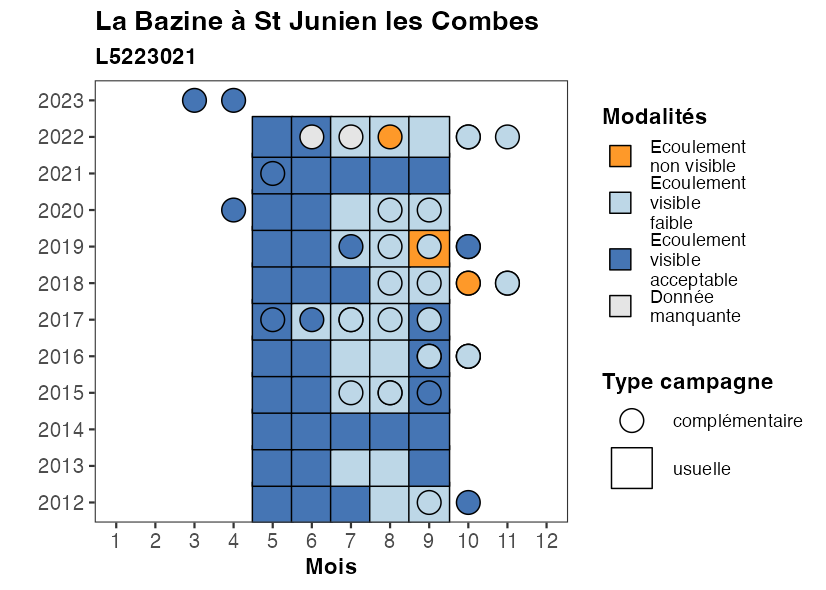 La Bazine à St Junien les Combes
L5223021
2023
2022
2021
2020
2019
2018
2017
2016
2015
2014
2013
2012
1 2 3 4 5 6 7 8 9 10 11 12
Mois
Modalités
Ecoulement
non visible
Ecoulement
visible
faible
Ecoulement
visible
acceptable
Donnée
manquante
Type campagne
complémentaire
usuelle